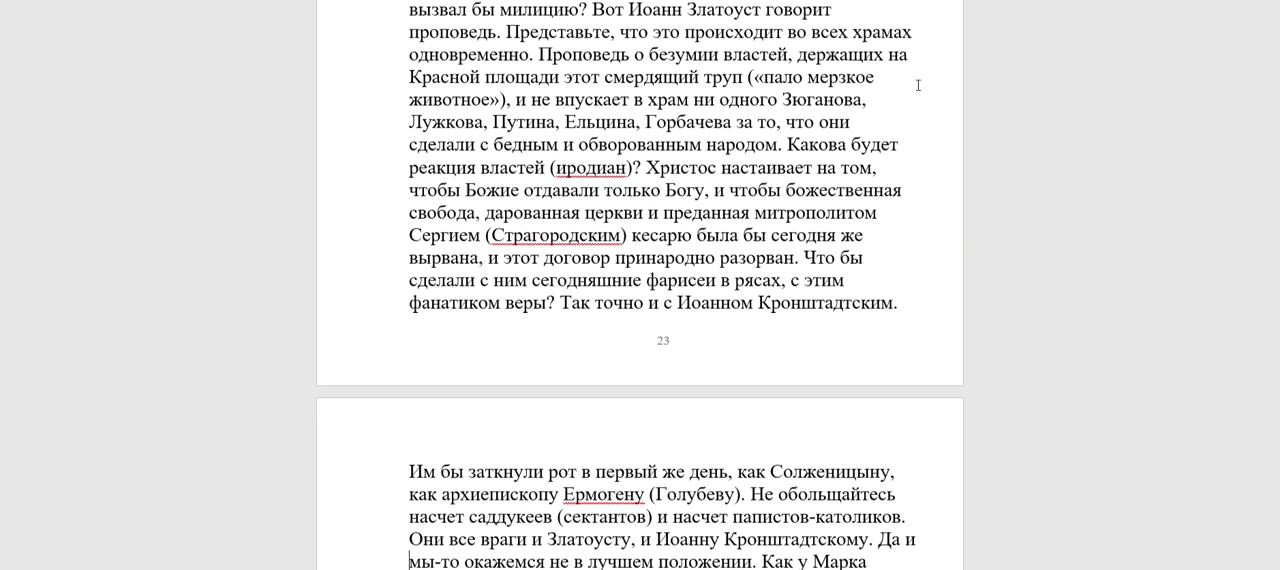 вызвал бы милицию? Вот Иоанн Златоуст говорит
проповедь. Представьте, что это происходит во всех храмах
одновременно. Проповедь о безумии властей, держащих на
Красной площади этот смердящий труп («пало мерзкое
животное»), и не впускает в храм ни одного Зюганова,
Лужкова, Путина, Ельцина, Горбачева за то, что они
сделали с бедным и обворованным народом. Какова будет
реакция властей (иродиан)? Христос настаивает на том,
чтобы Божие отдавали только Богу, и чтобы божественная
свобода, дарованная церкви и преданная митрополитом
Сергием (Страгородским) кесарю была бы сегодня же
вырвана, и этот договор принародно разорван. Что бы
сделали с ним сегодняшние фарисеи в рясах, с этим
фанатиком веры? Так точно и с Иоанном Кронштадтским.
23
Им бы заткнули рот в первый же день, как Солженицыну,
как архиепископу Ермогену (Голубеву). Не обольщайтесь
насчет саддукеев (сектантов) и насчет папистов-католиков.
Они все враги и Златоусту, и Иоанну Кронштадтскому. Да и
мы-то окажемся не в лучшем положении. Как у Марка